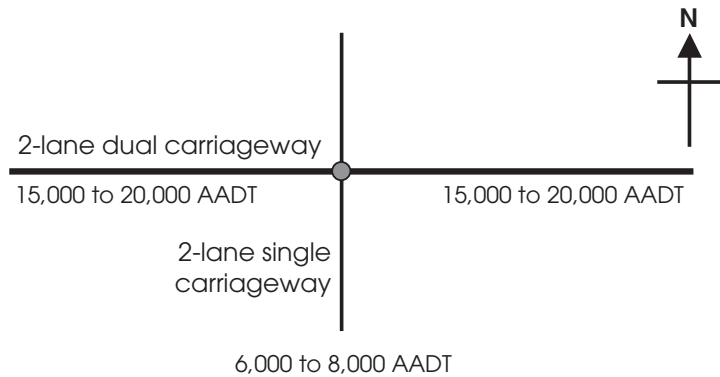 N
2-lane dual carriageway
15,000 to 20,000 AADT
15,000 to 20,000 AADT
2-lane single
carriageway
6,000 to 8,000 AADT